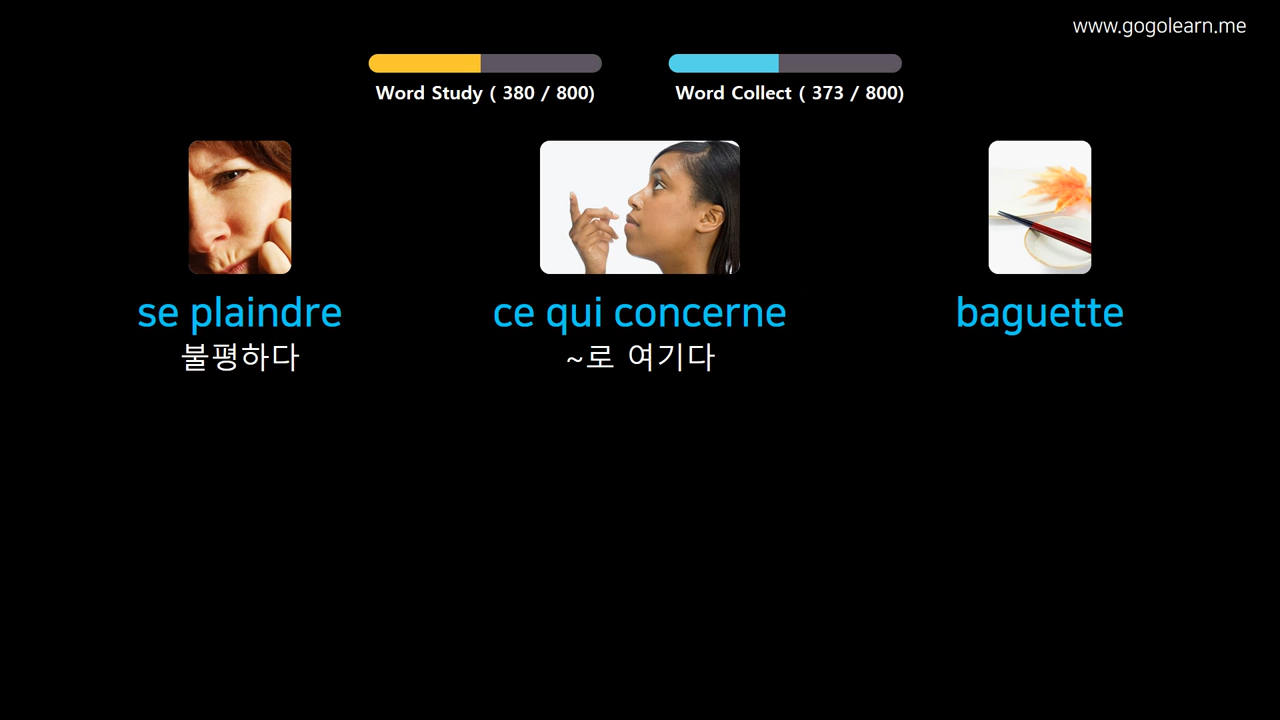 www.gogolearn.me
Word Study ( 380 / 800)
Word Collect ( 373 / 800)
se plaindre
불평하다
ce qui concerne
~로 여기다
baguette